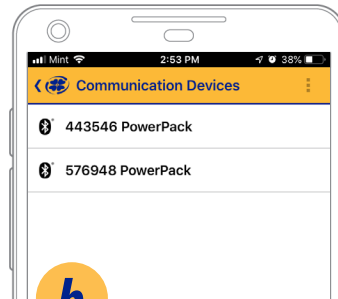 Mint 2:53 PM 38%
Communication Devices
443546 PowerPack
576948 PowerPack
b